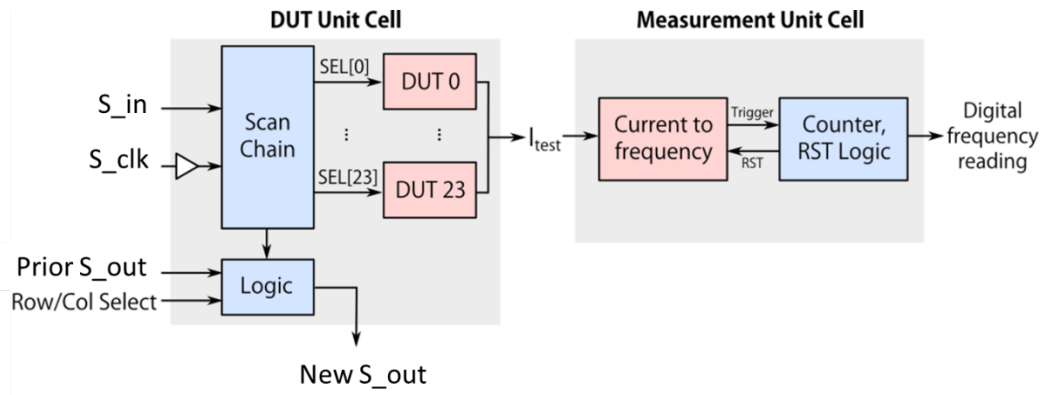 DUT Unit Cell
Measurement Unit Cell
S_in
S_clk
Scan
Chain
SEL[0]
DUT 0
...
...
SEL[23]
DUT 23
I_test
Current to
frequency
Trigger
RST
Counter,
RST Logic
Digital
frequency
reading
Prior S_out
Row/Col Select
Logic
New S_out